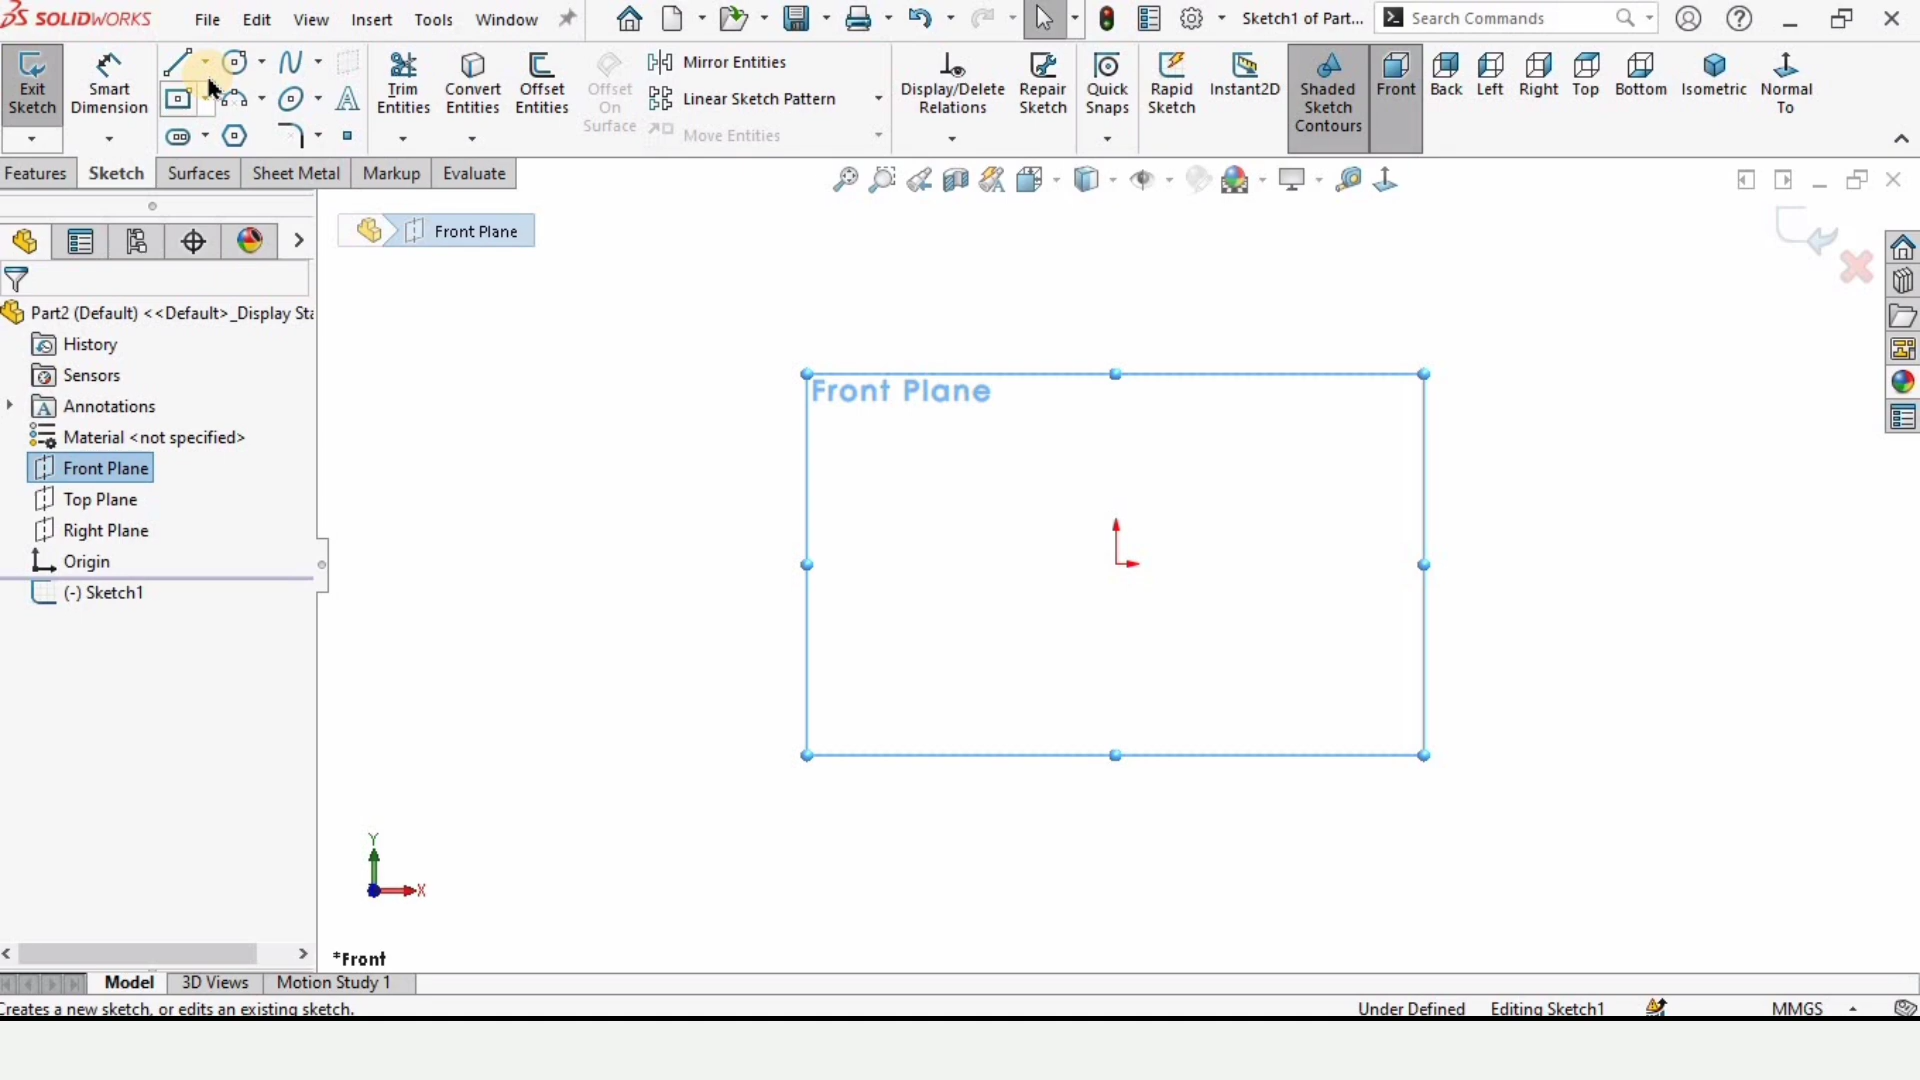 SOLIDWORKS File Edit View Insert Tools Window Sketch1 of Part... Search Commands
Exit Sketch
Smart Dimension
Trim Entities
Convert Entities
Offset Entities
Offset On Surface
Mirror Entities
Linear Sketch Pattern
Move Entities
Display/Delete Relations
Repair Sketch
Quick Snaps
Rapid Sketch
Instant2D
Shaded Sketch Contours
Front Back Left Right Top Bottom Isometric Normal To
Features Sketch Surfaces Sheet Metal Markup Evaluate
Front Plane
Part2 (Default) <<Default>_Display Sta
History
Sensors
Annotations
Material <not specified>
Front Plane
Top Plane
Right Plane
Origin
(-) Sketch1
Front Plane
Y
X
*Front
Model 3D Views Motion Study 1
Creates a new sketch, or edits an existing sketch. Under Defined Editing Sketch1 MMGS